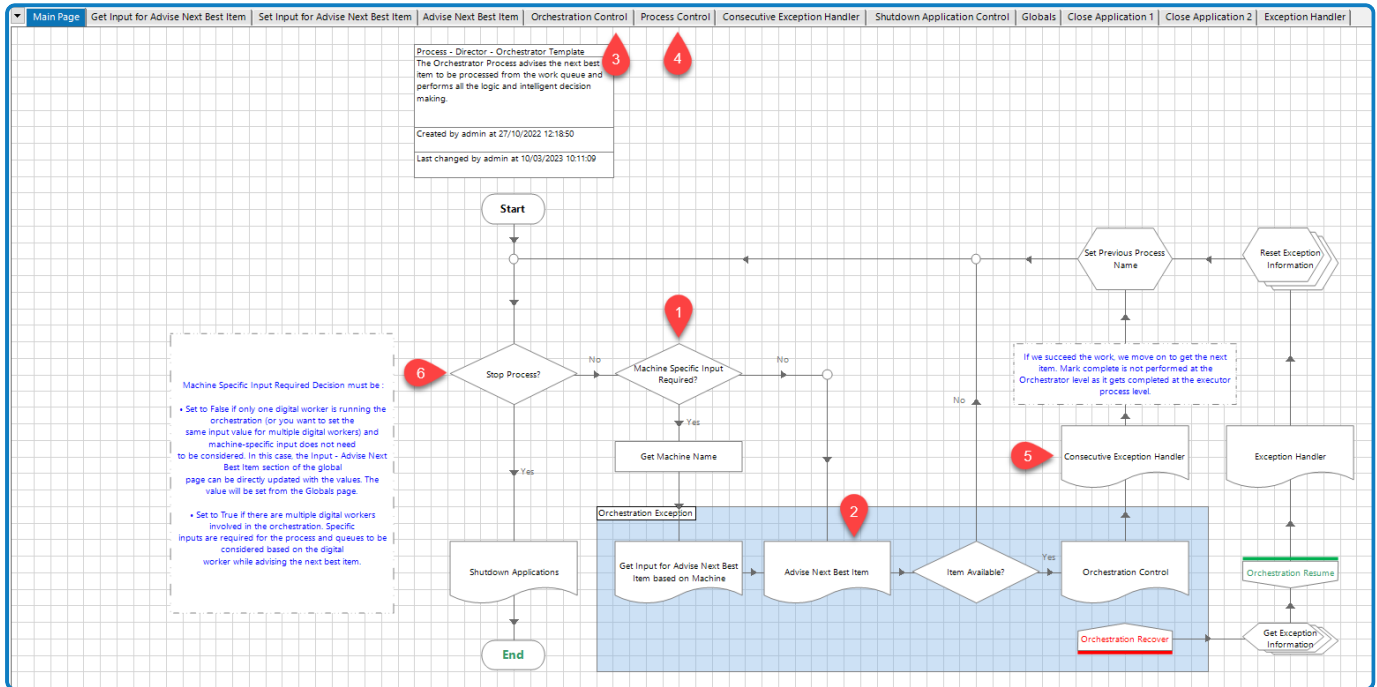 Main Page
Get Input for Advise Next Best Item
Set Input for Advise Next Best Item
Advise Next Best Item
Orchestration Control
Process Control
Consecutive Exception Handler
Shutdown Application Control
Globals
Close Application 1
Close Application 2
Exception Handler
Process - Director - Orchestrator Template
The Orchestrator Process advises the next best
item to be processed from the work queue and
performs all the logic and intelligent decision
making.
Created by admin at 27/10/2022 12:18:50
Last changed by admin at 10/03/2023 10:11:09
3
4
Start
Set Previous Process
Name
Reset Exception
Information
1
6
Stop Process?
No
Machine Specific Input
Required?
No
Yes
Get Machine Name
Machine Specific Input Required Decision must be :
• Set to False if only one digital worker is running the
orchestration (or you want to set the
same input value for multiple digital workers) and
machine-specific input does not need
to be considered. In this case, the Input - Advise Next
Best Item section of the global
page can be directly updated with the values. The
value will be set from the Globals page.
• Set to True if there are multiple digital workers
involved in the orchestration. Specific
inputs are required for the process and queues to be
considered based on the digital
worker while advising the next best item.
If we succeed the work, we move on to get the next
item. Mark complete is not performed at the
Orchestrator level as it gets completed at the executor
process level.
No
5
Consecutive Exception Handler
Exception Handler
Yes
2
Orchestration Exception
Shutdown Applications
Get Input for Advise Next Best
Item based on Machine
Advise Next Best Item
Item Available?
Yes
Orchestration Control
Orchestration Resume
Orchestration Recover
Get Exception
Information
End